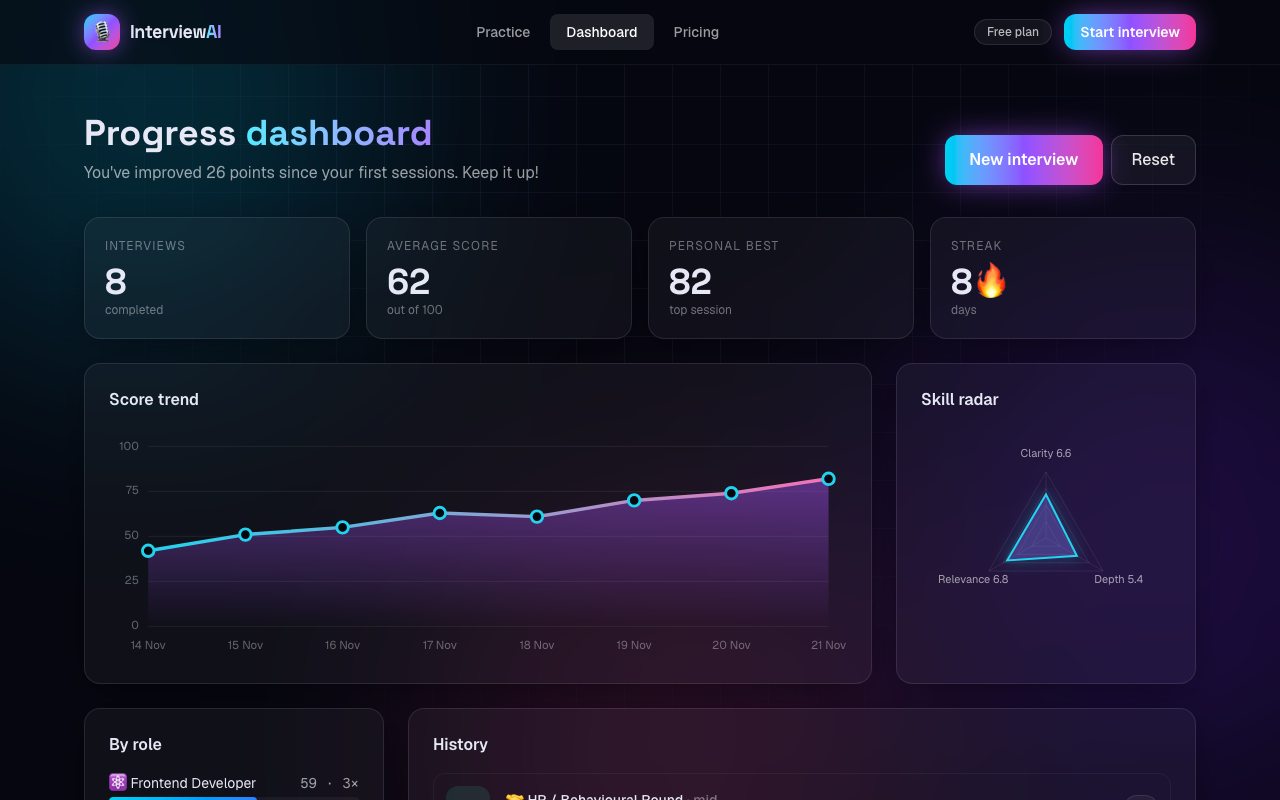 InterviewAI
Practice
Dashboard
Pricing
Free plan
Start interview
Progress dashboard
You've improved 26 points since your first sessions. Keep it up!
New interview
Reset
INTERVIEWS
8
completed
AVERAGE SCORE
62
out of 100
PERSONAL BEST
82
top session
STREAK
8🔥
days
Score trend
100
75
50
25
0
14 Nov
15 Nov
16 Nov
17 Nov
18 Nov
19 Nov
20 Nov
21 Nov
Skill radar
Clarity 6.6
Relevance 6.8
Depth 5.4
By role
Frontend Developer
59 · 3×
History
HR / Behavioural Round · mid